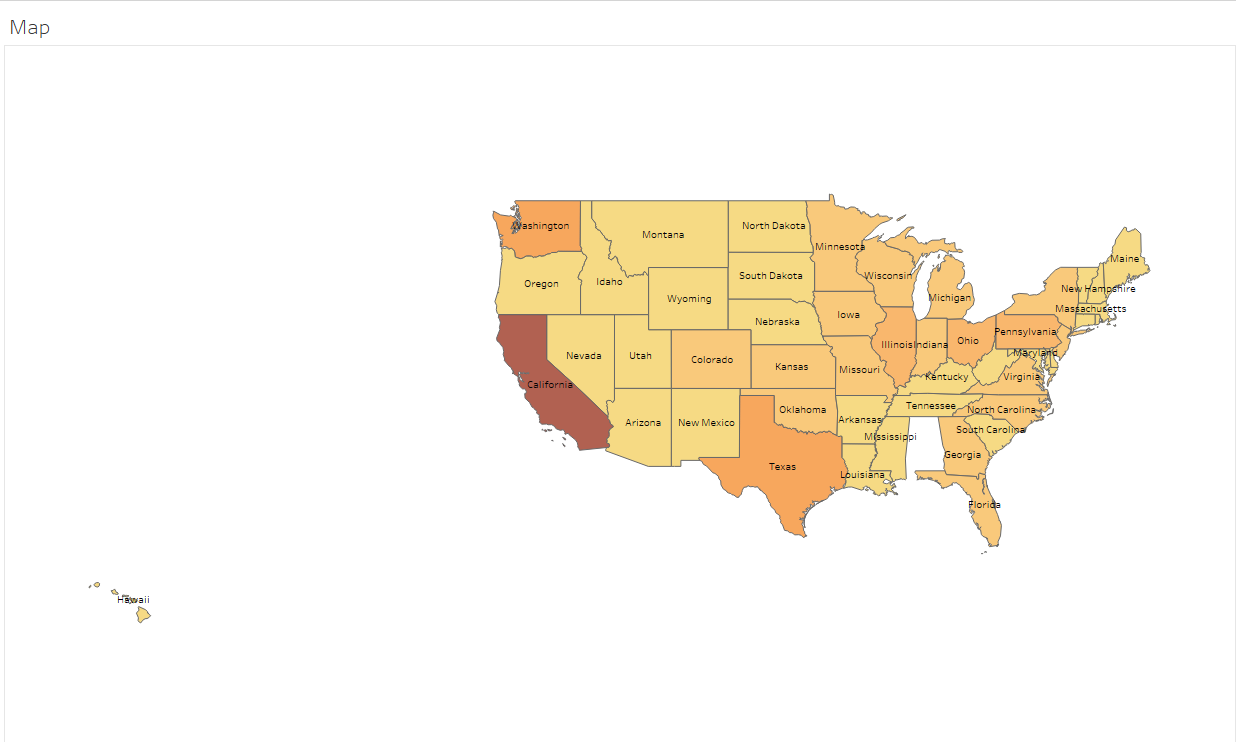 Map
Washington
Montana
North Dakota
Minnesota
Maine
Oregon
Idaho
South Dakota
Wisconsin
New Hampshire
Wyoming
Michigan
Massachusetts
Nebraska
Iowa
Pennsylvania
Nevada
Utah
Colorado
Kansas
Missouri
Illinois
Indiana
Ohio
Maryland
California
Kentucky
Virginia
Arizona
New Mexico
Oklahoma
Arkansas
Tennessee
North Carolina
South Carolina
Mississippi
Texas
Louisiana
Georgia
Florida
Hawaii